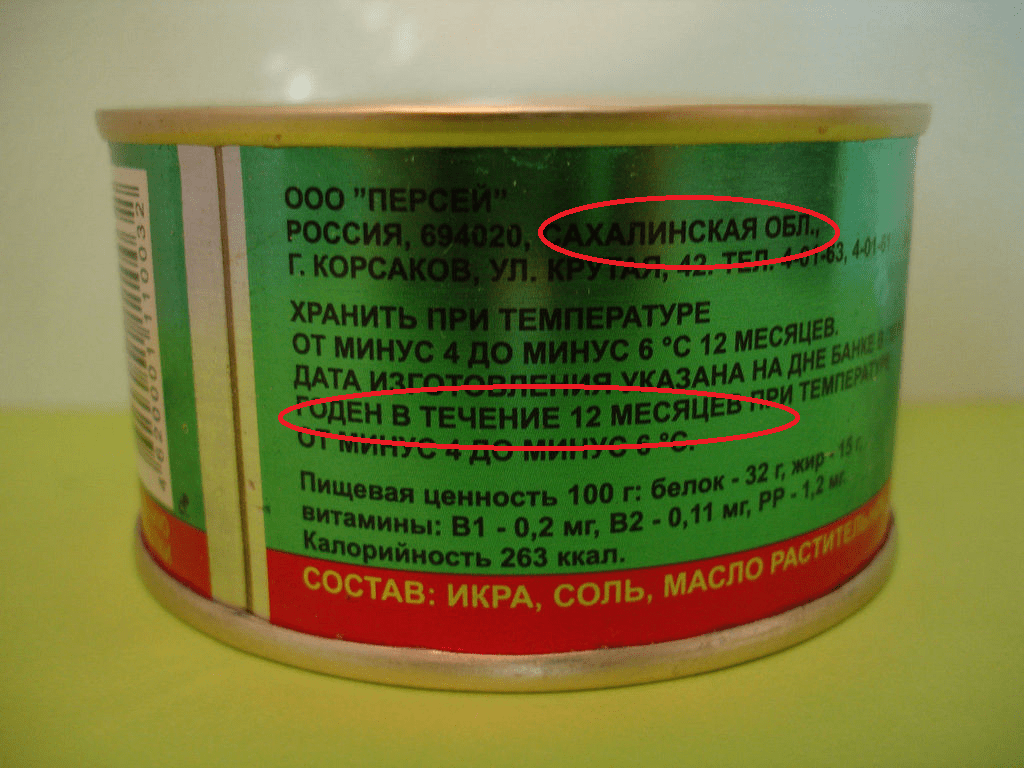 ООО "ПЕРСЕЙ"
РОССИЯ, 694020, САХАЛИНСКАЯ ОБЛ.,
Г. КОРСАКОВ, УЛ. КРУТАЯ, 42. ТЕЛ. 4-01-63, 4-01-61
ХРАНИТЬ ПРИ ТЕМПЕРАТУРЕ
ОТ МИНУС 4 ДО МИНУС 6 °С 12 МЕСЯЦЕВ.
ДАТА ИЗГОТОВЛЕНИЯ УКАЗАНА НА ДНЕ БАНКЕ В
ГОДЕН В ТЕЧЕНИЕ 12 МЕСЯЦЕВ ПРИ ТЕМПЕРАТУРЕ
ОТ МИНУС 4 ДО МИНУС 6 °С.
Пищевая ценность 100 г: белок - 32 г, жир - 15 г,
витамины: В1 - 0,2 мг, В2 - 0,11 мг, РР - 1,2 мг.
Калорийность 263 ккал.
СОСТАВ: ИКРА, СОЛЬ, МАСЛО
4 620001 110032